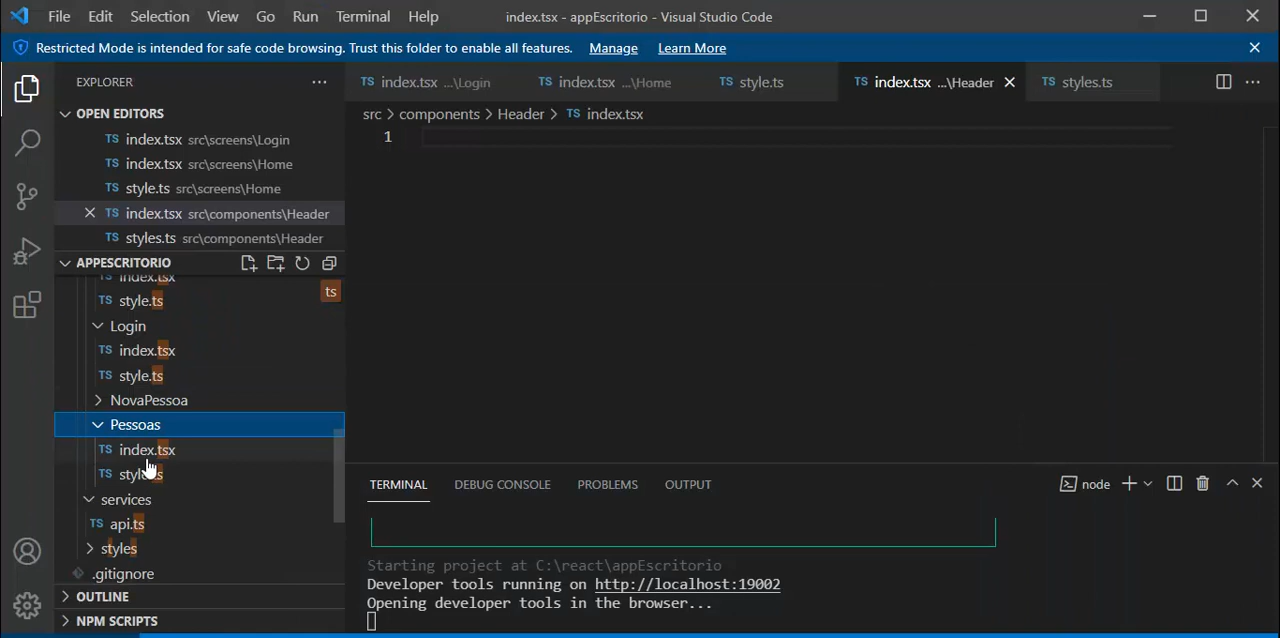 File Edit Selection View Go Run Terminal Help index.tsx - appEscritorio - Visual Studio Code
Restricted Mode is intended for safe code browsing. Trust this folder to enable all features. Manage Learn More
EXPLORER
OPEN EDITORS
TS index.tsx src\screens\Login
TS index.tsx src\screens\Home
TS style.ts src\screens\Home
TS index.tsx src\components\Header
TS styles.ts src\components\Header
APPESCRITORIO
TS index.tsx
ts
TS style.ts
Login
TS index.tsx
TS style.ts
NovaPessoa
Pessoas
TS index.tsx
TS
services
TS api.ts
styles
.gitignore
OUTLINE
NPM SCRIPTS
TS index.tsx ...\Login TS index.tsx ...\Home TS style.ts TS index.tsx ...\Header TS styles.ts
src > components > Header > TS index.tsx
1
TERMINAL DEBUG CONSOLE PROBLEMS OUTPUT node
Starting project at C:\react\appEscritorio
Developer tools running on http://localhost:19002
Opening developer tools in the browser...